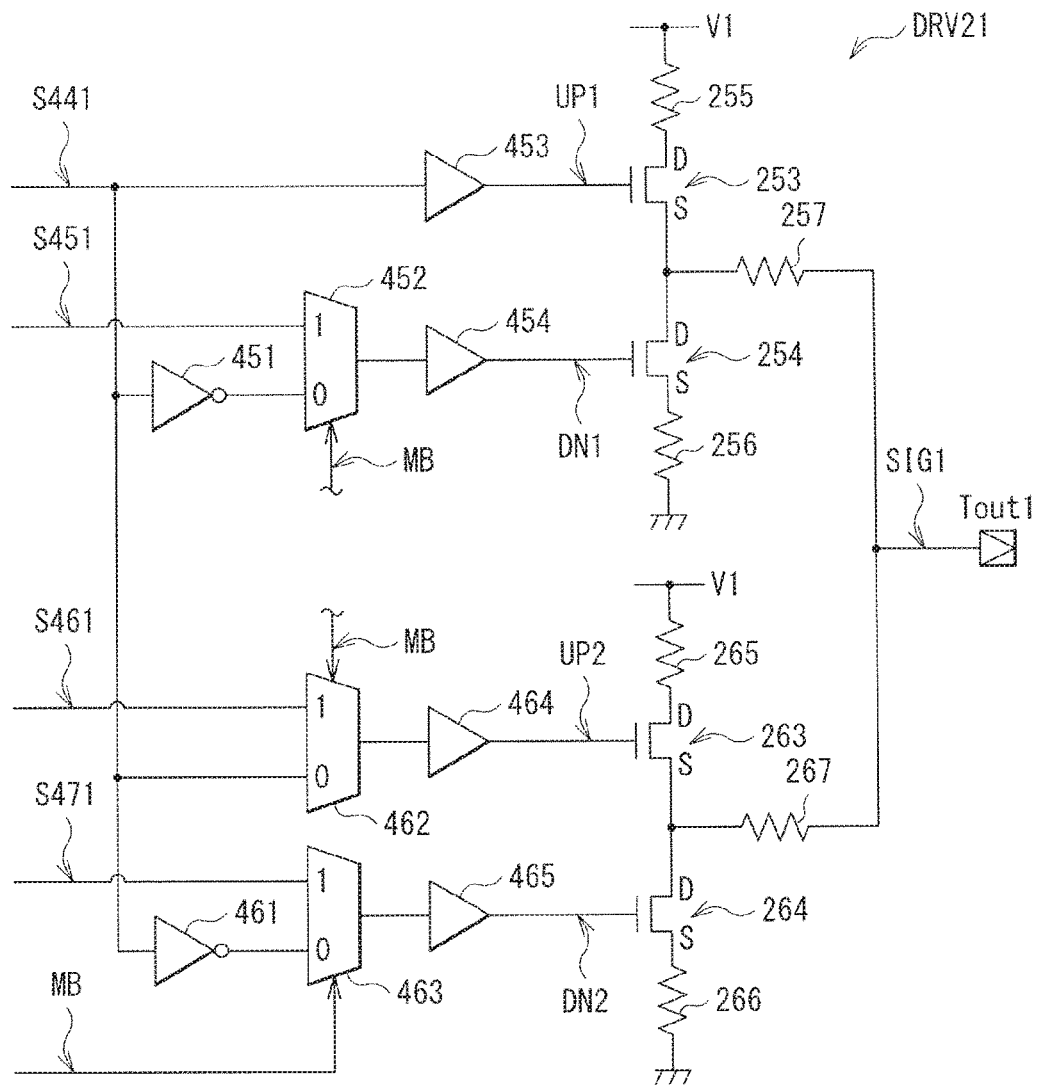 DRV21
V1
S441
UP1
255
453
D
253
S
257
S451
452
1
454
D
451
254
0
S
MB
DN1
256
SIG1
Tout1
V1
S461
MB
UP2
265
1
464
D
263
S471
0
S
267
462
1
465
D
461
264
0
S
MB
463
DN2
266